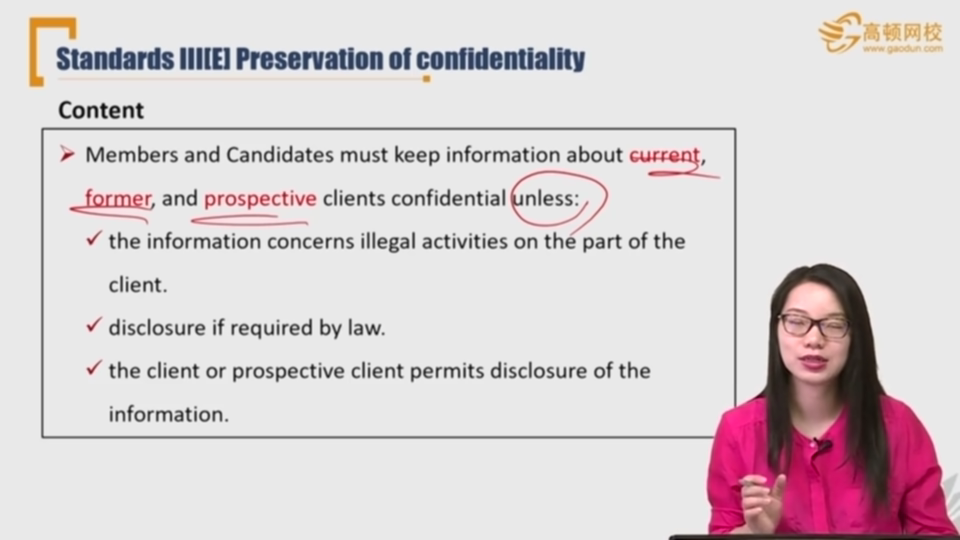 Standards III[E] Preservation of confidentiality
高顿网校
www.gaodun.com
Content
Members and Candidates must keep information about current,
former, and prospective clients confidential unless:
the information concerns illegal activities on the part of the
client.
disclosure if required by law.
the client or prospective client permits disclosure of the
information.